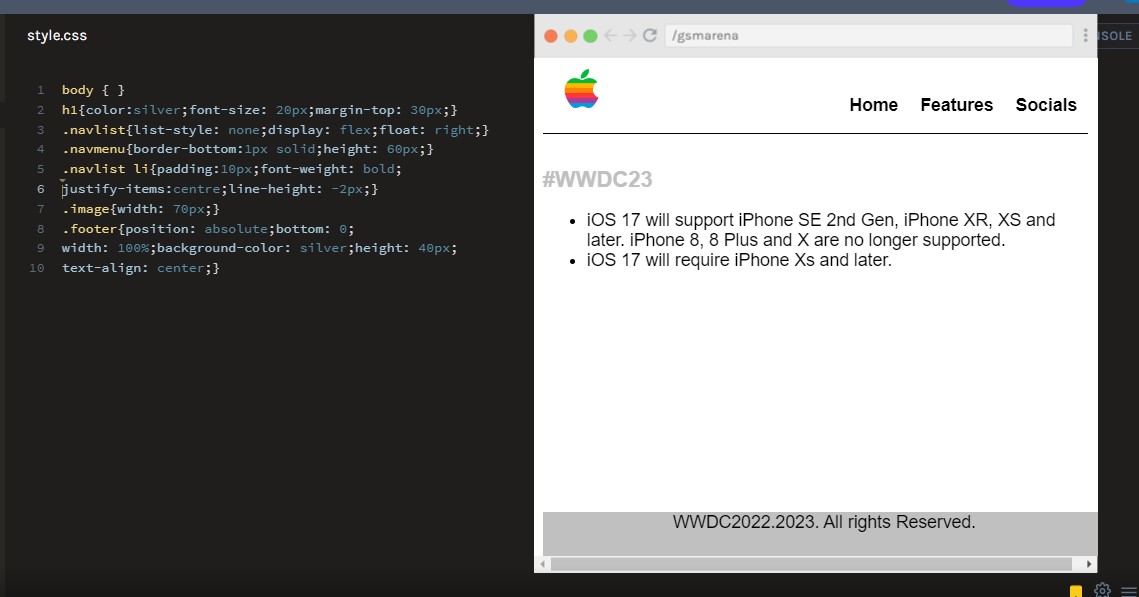 style.css
1 body { }
2 h1{color:silver;font-size: 20px;margin-top: 30px;}
3 .navlist{list-style: none;display: flex;float: right;}
4 .navmenu{border-bottom:1px solid;height: 60px;}
5 .navlist li{padding:10px;font-weight: bold;
6 justify-items:centre;line-height: -2px;}
7 .image{width: 70px;}
8 .footer{position: absolute;bottom: 0;
9 width: 100%;background-color: silver;height: 40px;
10 text-align: center;}
/gsmarena
NSOLE
Home Features Socials
#WWDC23
• iOS 17 will support iPhone SE 2nd Gen, iPhone XR, XS and
later. iPhone 8, 8 Plus and X are no longer supported.
• iOS 17 will require iPhone Xs and later.
WWDC2022.2023. All rights Reserved.